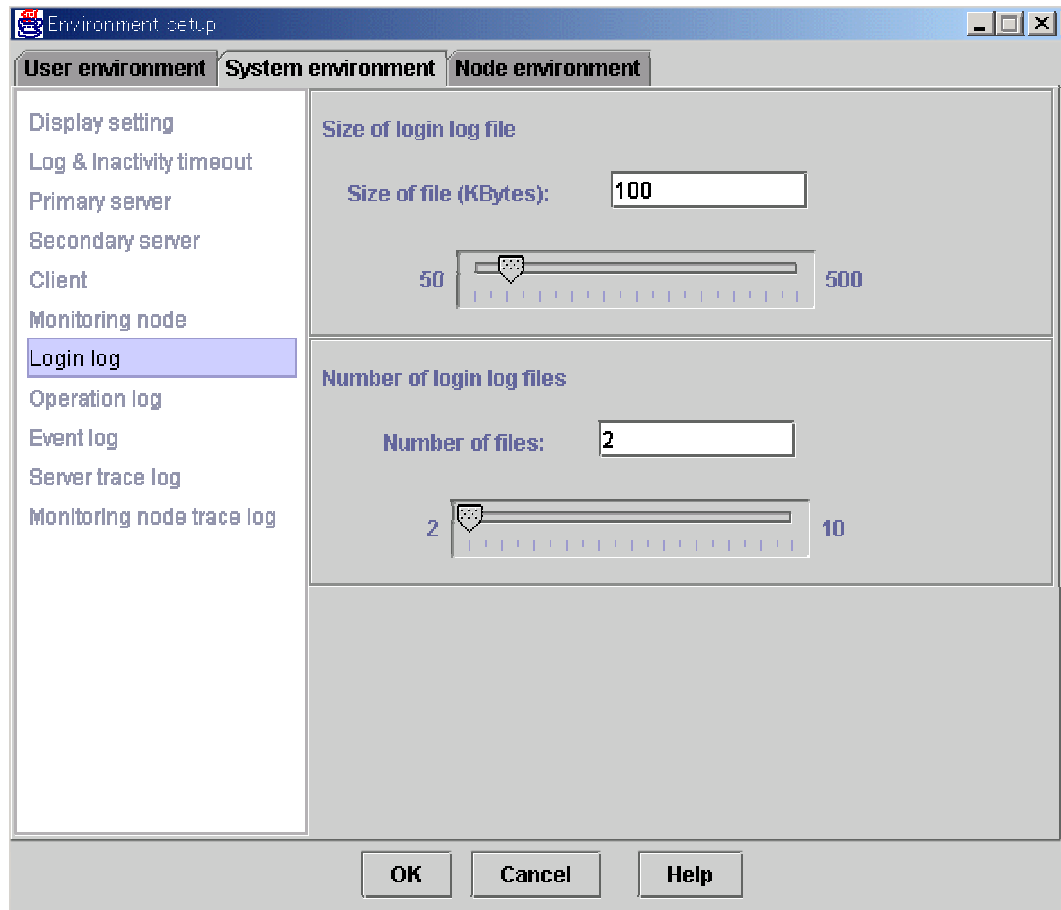 Environment setup
User environment System environment Node environment
Display setting
Log & Inactivity timeout
Primary server
Secondary server
Client
Monitoring node
Login log
Operation log
Event log
Server trace log
Monitoring node trace log
Size of login log file
Size of file (KBytes): 100
50 500
Number of login log files
Number of files: 2
2 10
OK Cancel Help